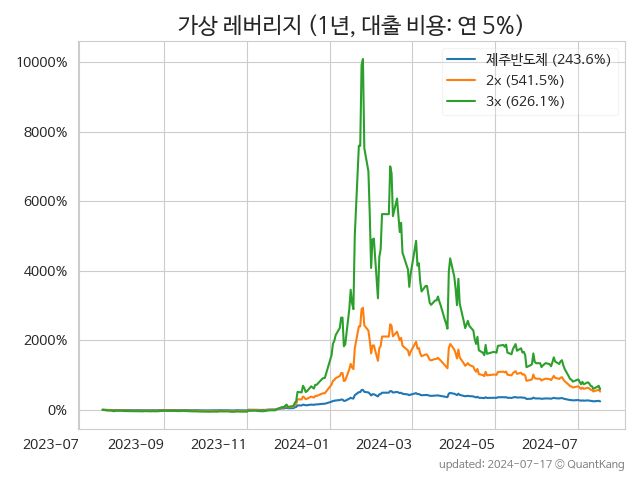 가상 레버리지 (1년, 대출 비용: 연 5%)
제주반도체 (243.6%)
2x (541.5%)
3x (626.1%)
10000%
8000%
6000%
4000%
2000%
0%
2023-07 2023-09 2023-11 2024-01 2024-03 2024-05 2024-07
updated: 2024-07-17 © QuantKang